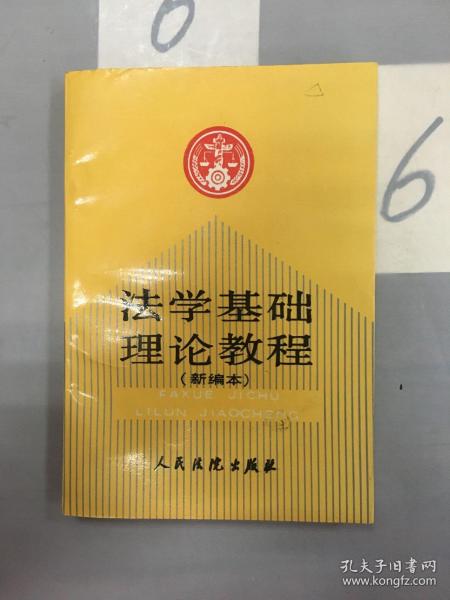 6
6
法学基础
理论教程
(新编本)
FAXUE JICHU
LILUN JIAOCHENG
人民法院出版社
孔夫子旧书网
www.kongfz.com